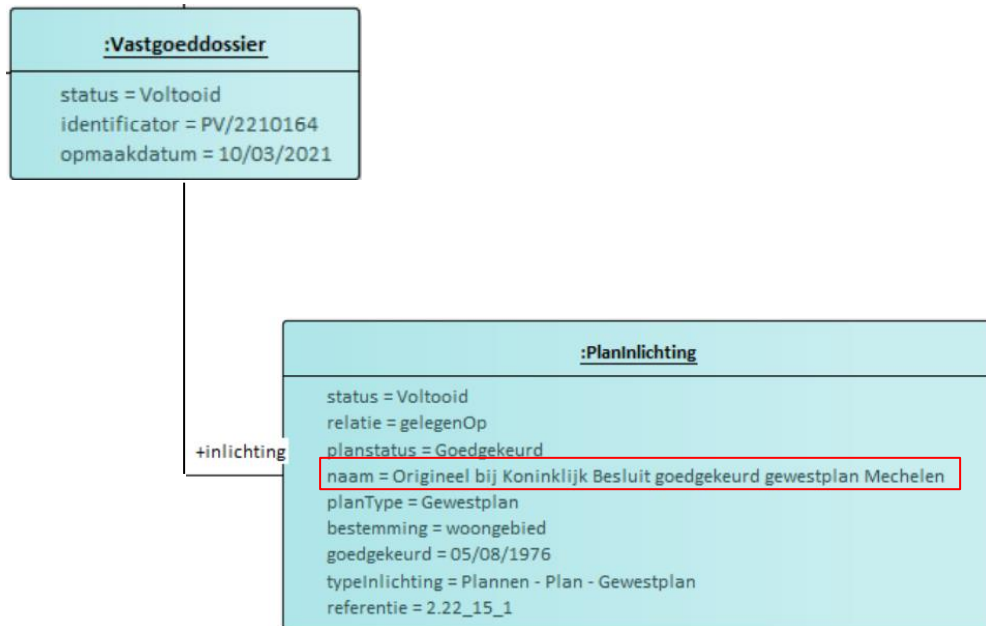 :Vastgoeddossier
status = Voltooid
identificator = PV/2210164
opmaakdatum = 10/03/2021
:PlanInlichting
status = Voltooid
relatie = gelegenOp
+inlichting
planstatus = Goedgekeurd
naam = Origineel bij Koninklijk Besluit goedgekeurd gewestplan Mechelen
planType = Gewestplan
bestemming = woongebied
goedgekeurd = 05/08/1976
typeInlichting = Plannen - Plan - Gewestplan
referentie = 2.22_15_1